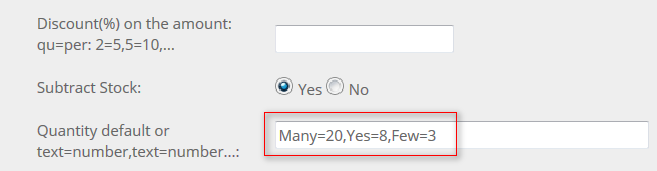 Discount(%) on the amount:
qu=per: 2=5,5=10,...
Subtract Stock: Yes No
Quantity default or
text=number,text=number...:
Many=20,Yes=8,Few=3